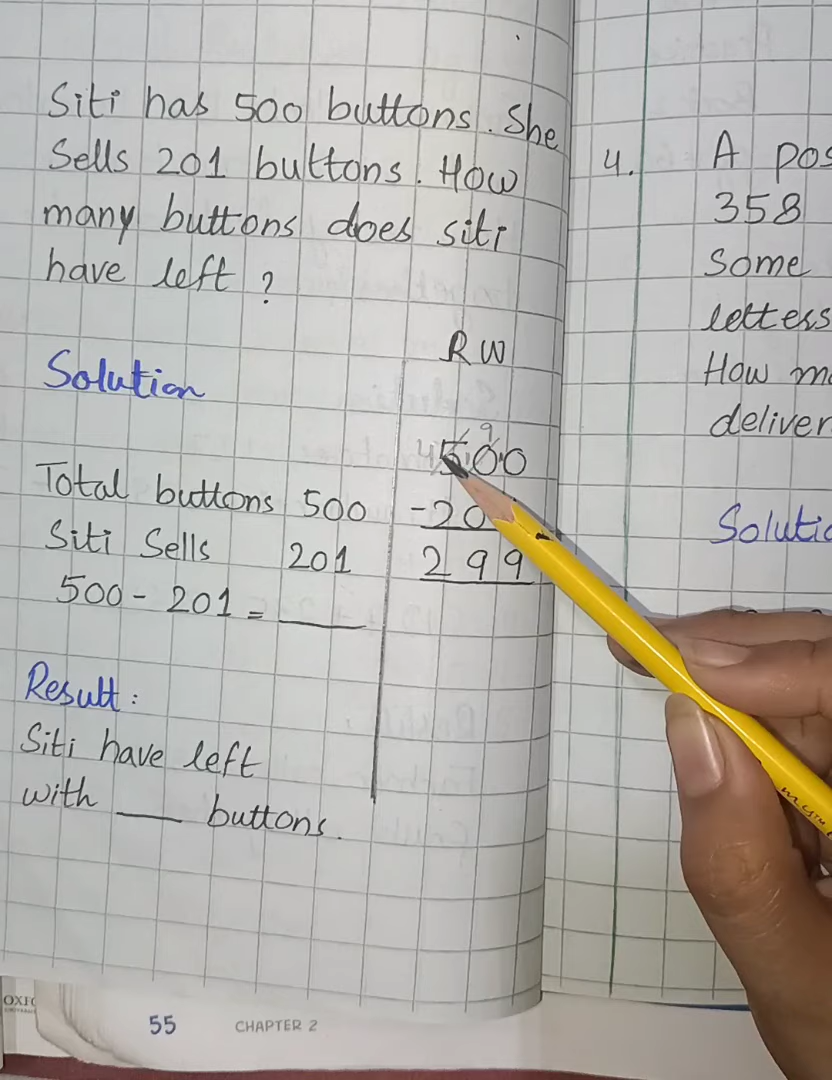 Siti has 500 buttons. She
Sells 201 buttons. How
many buttons does siti
have left?
Solution
Total buttons 500
Siti Sells 201
500 - 201 = ___
Result:
Siti have left
with ___ buttons.
R W
9
4500
-20
299
4. A pos
358
Some
letters
How m
deliver
Solutio
55 CHAPTER 2